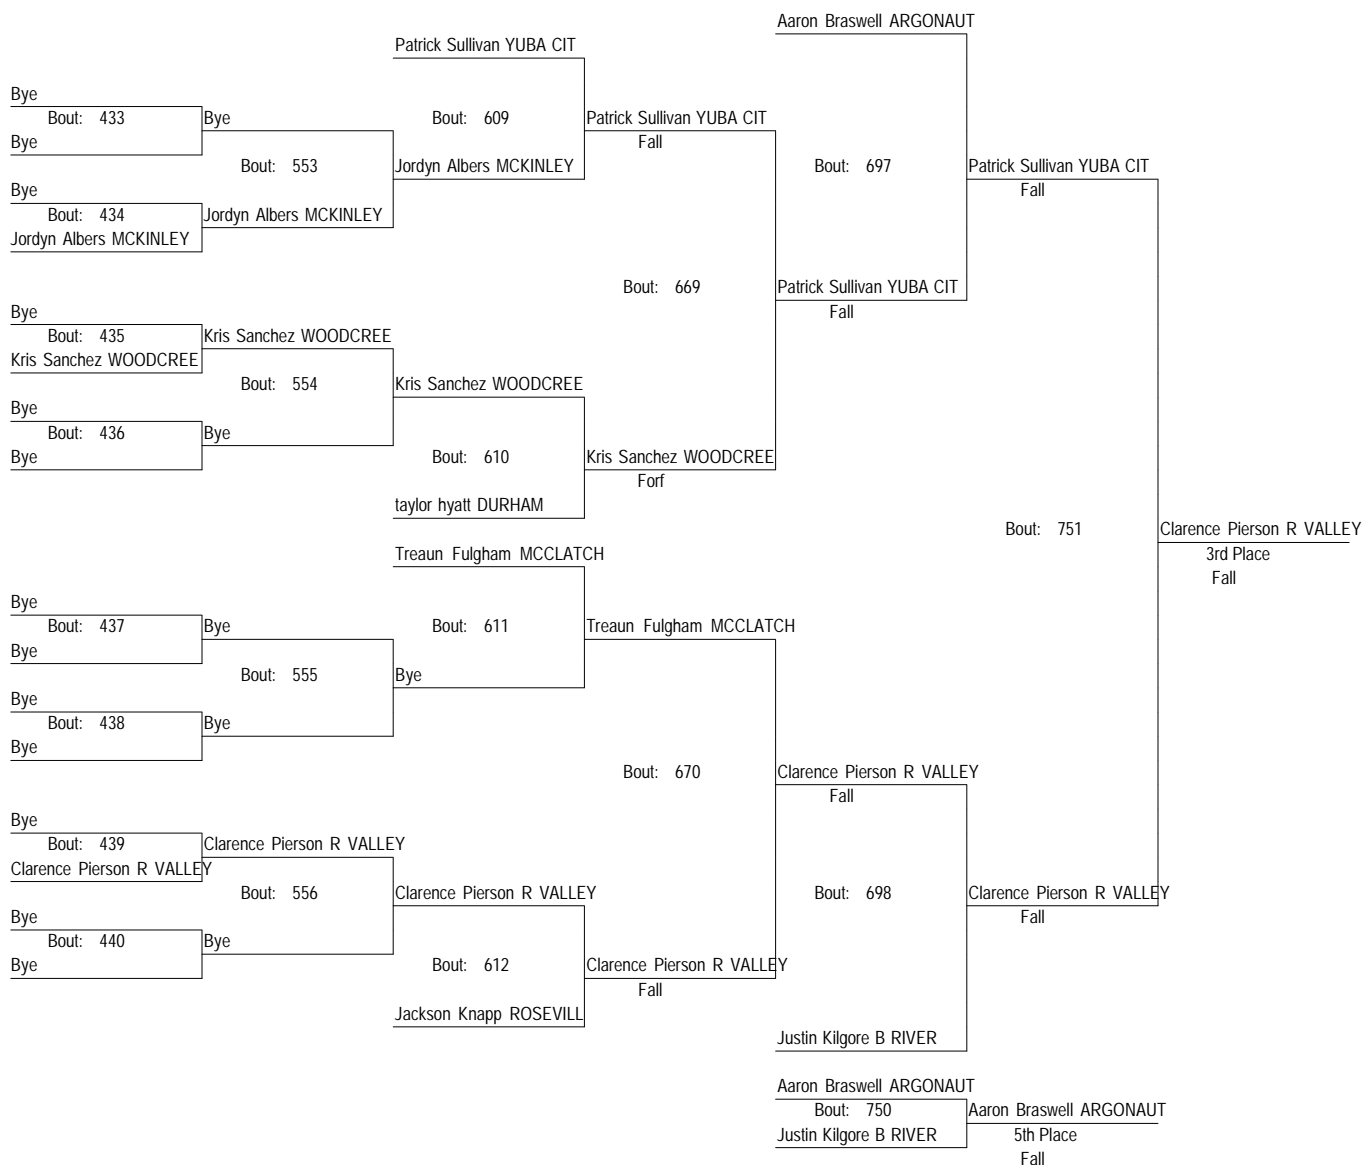 Aaron Braswell ARGONAUT
Patrick Sullivan YUBA CIT
Bye
Bout: 433
Bye
Bout: 609
Patrick Sullivan YUBA CIT
Bye
Fall
Bout: 553
Jordyn Albers MCKINLEY
Bout: 697
Patrick Sullivan YUBA CIT
Bye
Fall
Bout: 434
Jordyn Albers MCKINLEY
Jordyn Albers MCKINLEY
Bout: 669
Patrick Sullivan YUBA CIT
Bye
Fall
Bout: 435
Kris Sanchez WOODCREE
Kris Sanchez WOODCREE
Bout: 554
Kris Sanchez WOODCREE
Bye
Bout: 436
Bye
Bye
Bout: 610
Kris Sanchez WOODCREE
Forf
taylor hyatt DURHAM
Bout: 751
Clarence Pierson R VALLEY
Treaun Fulgham MCCLATCH
3rd Place
Fall
Bye
Bout: 437
Bye
Bout: 611
Treaun Fulgham MCCLATCH
Bye
Bout: 555
Bye
Bye
Bout: 438
Bye
Bye
Bout: 670
Clarence Pierson R VALLEY
Fall
Bye
Bout: 439
Clarence Pierson R VALLEY
Clarence Pierson R VALLEY
Bout: 556
Clarence Pierson R VALLEY
Bout: 698
Clarence Pierson R VALLEY
Bye
Fall
Bout: 440
Bye
Bye
Bout: 612
Clarence Pierson R VALLEY
Fall
Jackson Knapp ROSEVILL
Justin Kilgore B RIVER
Aaron Braswell ARGONAUT
Bout: 750
Aaron Braswell ARGONAUT
Justin Kilgore B RIVER
5th Place
Fall